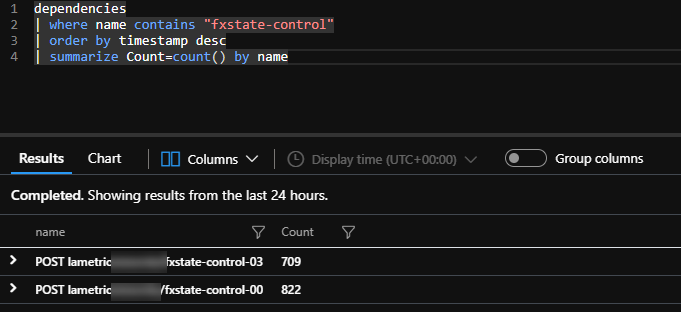 1 dependencies
2 | where name contains "fxstate-control"
3 | order by timestamp desc
4 | summarize Count=count() by name
Results Chart Columns Display time (UTC+00:00) Group columns
Completed. Showing results from the last 24 hours.
name Count
POST lametric fxstate-control-03 709
POST lametric /fxstate-control-00 822